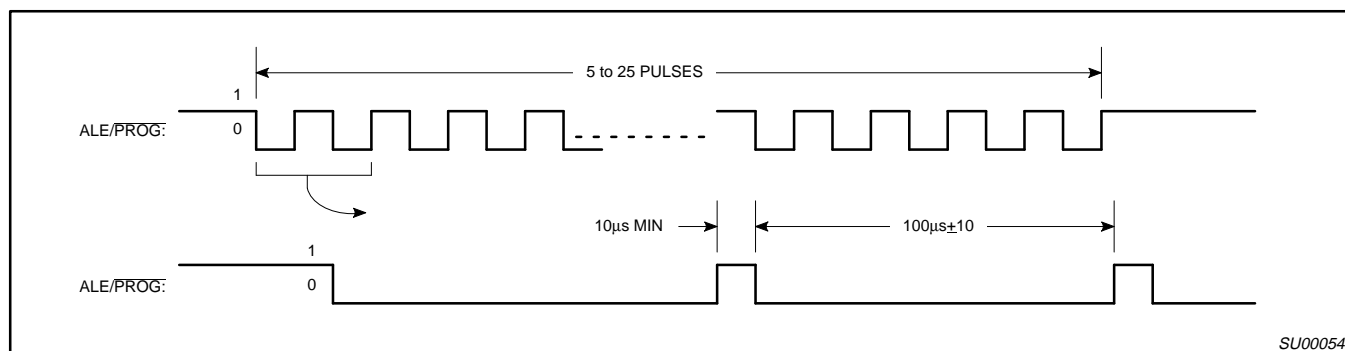 5 to 25 PULSES
1
ALE/PROG:
0
10µs MIN
100µs±10
1
ALE/PROG:
0
SU00054